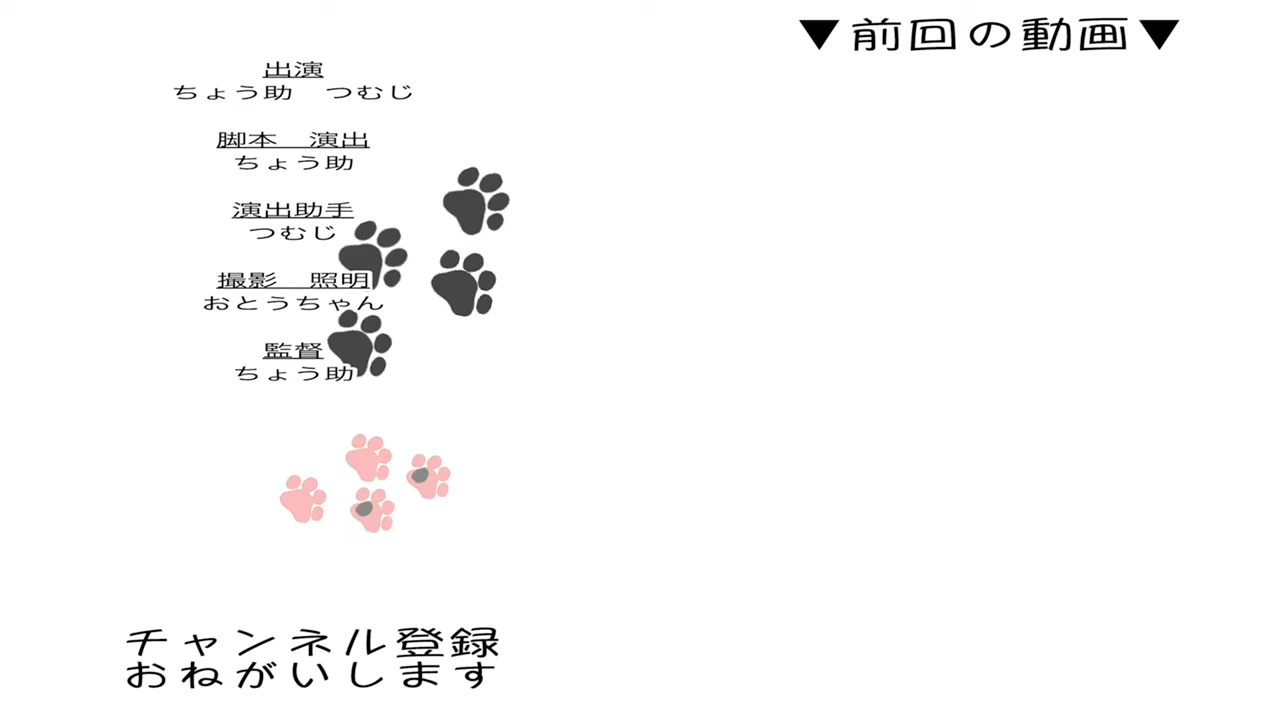 ▼前回の動画▼
出演
ちょう助　つむじ
脚本　演出
ちょう助
演出助手
つむじ
撮影　照明
おとうちゃん
監督
ちょう助
チャンネル登録
おねがいします